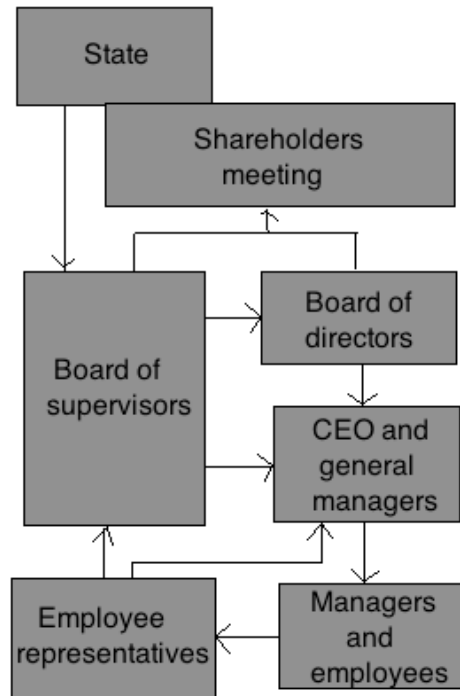 State
Shareholders
meeting
Board of
supervisors
Board of
directors
CEO and
general
managers
Employee
representatives
Managers
and
employees